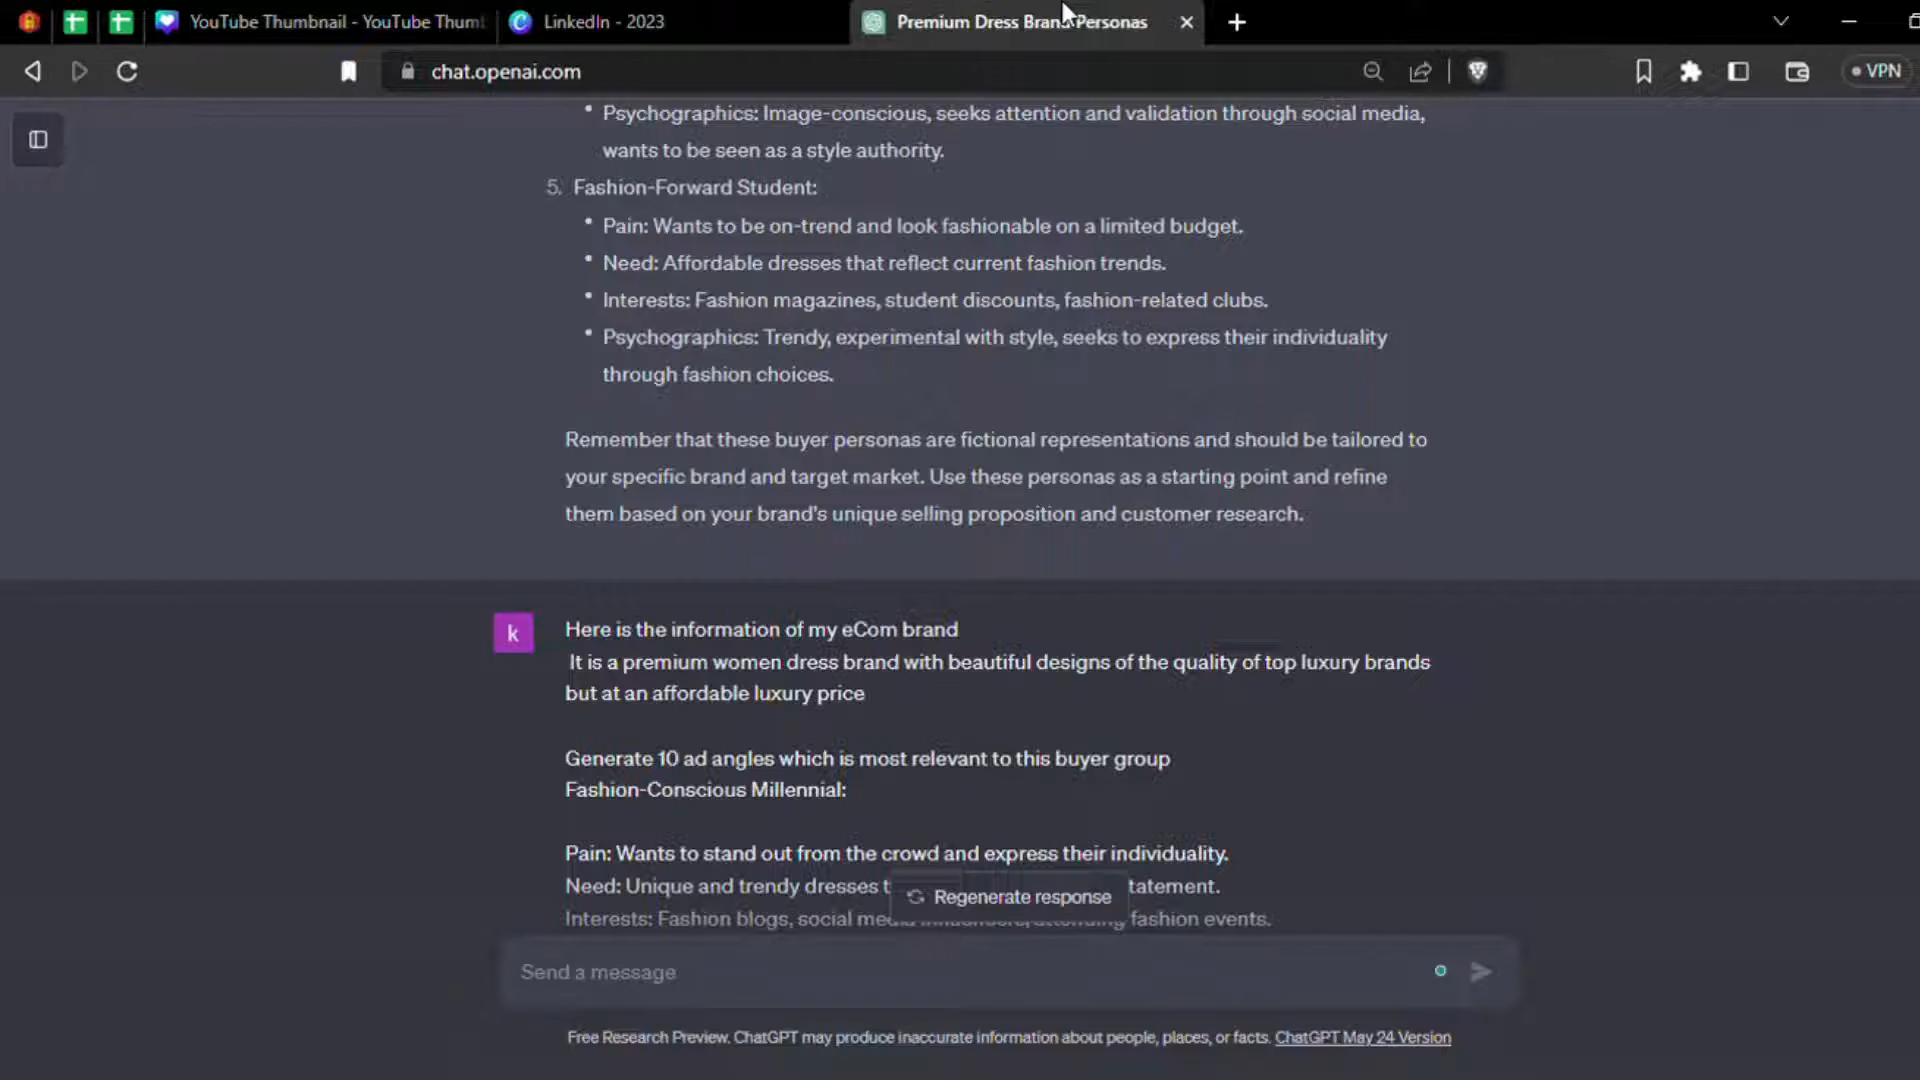 YouTube Thumbnail - YouTube Thum
LinkedIn - 2023
Premium Dress Brand Personas
chat.openai.com
VPN
• Psychographics: Image-conscious, seeks attention and validation through social media,
wants to be seen as a style authority.
5. Fashion-Forward Student:
• Pain: Wants to be on-trend and look fashionable on a limited budget.
• Need: Affordable dresses that reflect current fashion trends.
• Interests: Fashion magazines, student discounts, fashion-related clubs.
• Psychographics: Trendy, experimental with style, seeks to express their individuality
through fashion choices.
Remember that these buyer personas are fictional representations and should be tailored to
your specific brand and target market. Use these personas as a starting point and refine
them based on your brand's unique selling proposition and customer research.
k
Here is the information of my eCom brand
It is a premium women dress brand with beautiful designs of the quality of top luxury brands
but at an affordable luxury price
Generate 10 ad angles which is most relevant to this buyer group
Fashion-Conscious Millennial:
Pain: Wants to stand out from the crowd and express their individuality.
Need: Unique and trendy dresses t tatement.
Regenerate response
Interests: Fashion blogs, social media influencers, attending fashion events.
Send a message
Free Research Preview. ChatGPT may produce inaccurate information about people, places, or facts. ChatGPT May 24 Version